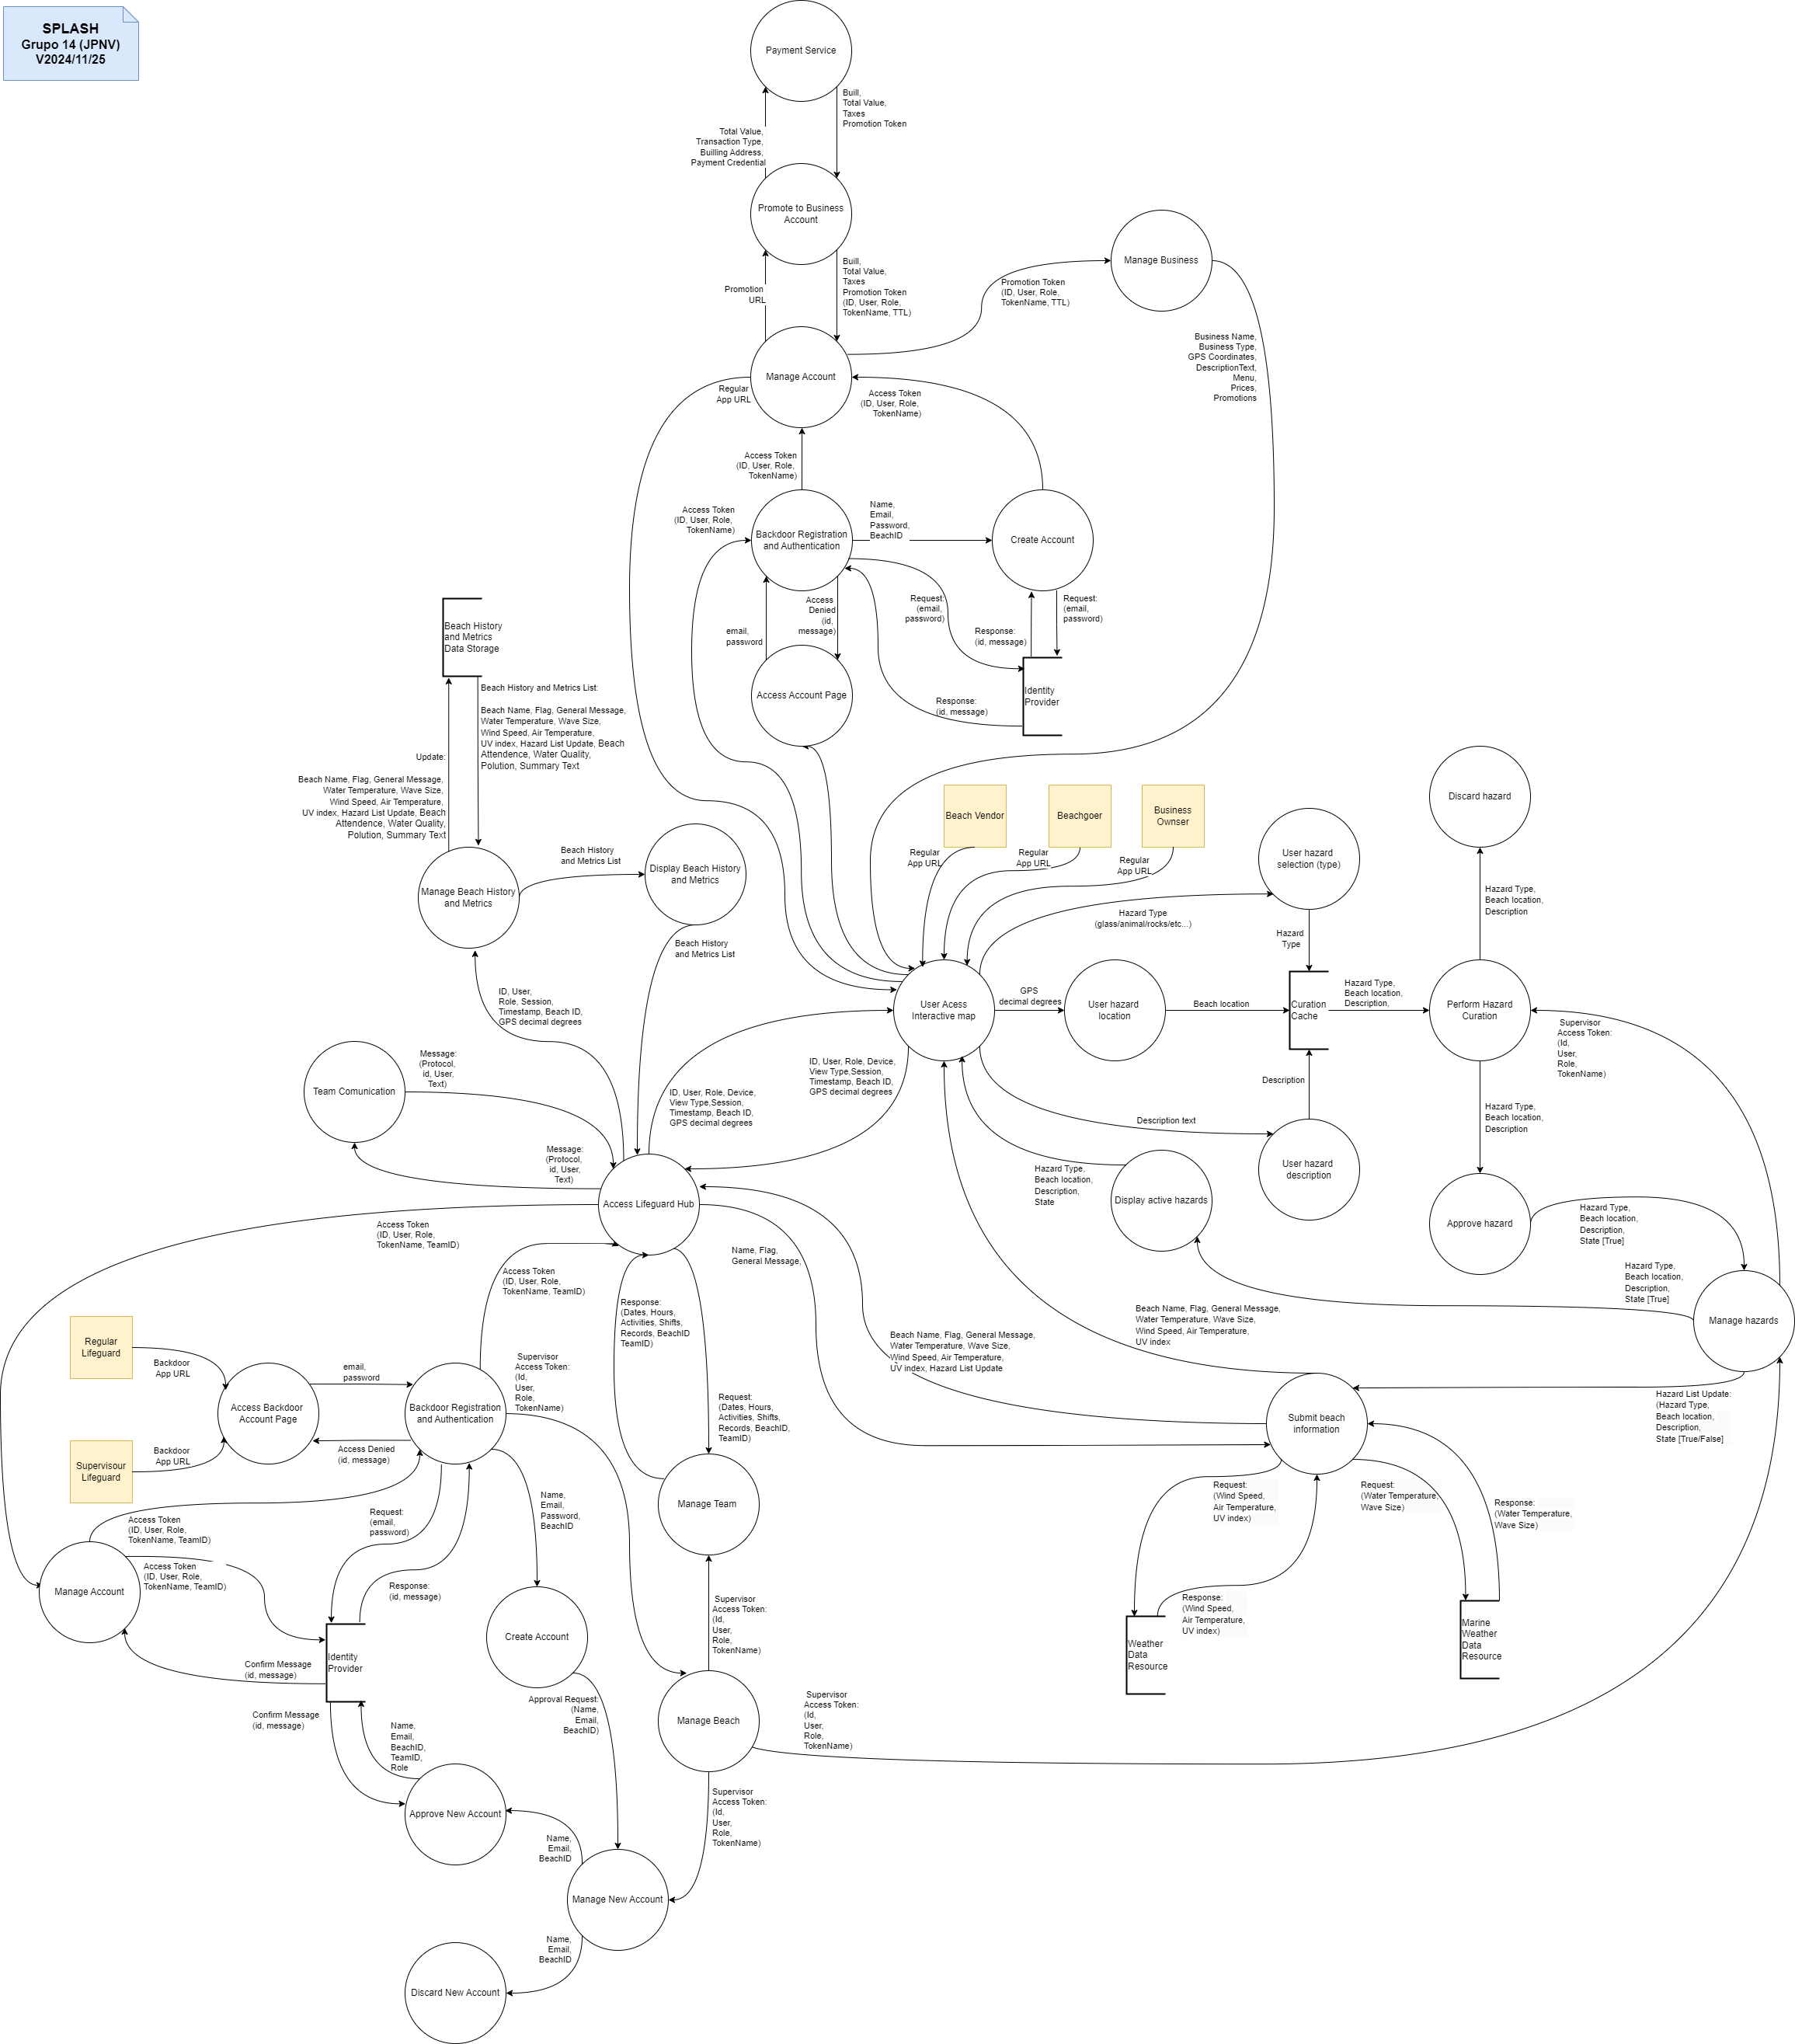 SPLASH
Grupo 14 (JPNV)
V2024/11/25
Payment Service
Buill,
Total Value,
Taxes
Promotion Token
Total Value,
Transaction Type,
Builling Address,
Payment Credential
Promote to Business
Account
Promotion
URL
Buill,
Total Value,
Taxes
Promotion Token
(ID, User, Role,
TokenName, TTL)
Manage Business
Promotion Token
(ID, User, Role,
TokenName, TTL)
Business Name,
Business Type,
GPS Coordinates,
DescriptionText,
Menu,
Prices,
Promotions
Manage Account
Regular
App URL
Access Token
(ID, User, Role,
TokenName)
Access Token
(ID, User, Role,
TokenName)
Access Token
(ID, User, Role,
TokenName)
Backdoor Registration
and Authentication
Name,
Email,
Password,
BeachID
Create Account
email,
password
Access
Denied
(id,
message)
Request:
(email,
password)
Response:
(id, message)
Request:
(email,
password)
Access Account Page
Response:
(id, message)
Identity
Provider
Beach History
and Metrics
Data Storage
Beach History and Metrics List:
Beach Name, Flag, General Message,
Water Temperature, Wave Size,
Wind Speed, Air Temperature,
UV index, Hazard List Update, Beach
Attendence, Water Quality,
Polution, Summary Text
Update:
Beach Name, Flag, General Message,
Water Temperature, Wave Size,
Wind Speed, Air Temperature,
UV index, Hazard List Update, Beach
Attendence, Water Quality,
Polution, Summary Text
Manage Beach History
and Metrics
Beach History
and Metrics List
Display Beach History
and Metrics
Beach History
and Metrics List
Beach Vendor
Beachgoer
Business
Ownser
Regular
App URL
Regular
App URL
Regular
App URL
User hazard
selection (type)
Discard hazard
Hazard Type
(glass/animal/rocks/etc...)
Hazard
Type
Hazard Type,
Beach location,
Description
User Acess
Interactive map
GPS
decimal degrees
User hazard
location
Beach location
Curation
Cache
Hazard Type,
Beach location,
Description,
Perform Hazard
Curation
Supervisor
Access Token:
(Id,
User,
Role,
TokenName)
ID, User,
Role, Session,
Timestamp, Beach ID,
GPS decimal degrees
Team Comunication
Message:
(Protocol,
id, User,
Text)
Message:
(Protocol,
id, User,
Text)
ID, User, Role, Device,
View Type,Session,
Timestamp, Beach ID,
GPS decimal degrees
ID, User, Role, Device,
View Type,Session,
Timestamp, Beach ID,
GPS decimal degrees
Description
Description text
User hazard
description
Hazard Type,
Beach location,
Description
Hazard Type,
Beach location,
Description,
State
Display active hazards
Approve hazard
Hazard Type,
Beach location,
Description,
State [True]
Hazard Type,
Beach location,
Description,
State [True]
Manage hazards
Access Lifeguard Hub
Access Token
(ID, User, Role,
TokenName, TeamID)
Access Token
(ID, User, Role,
TokenName, TeamID)
Name, Flag,
General Message,
Response:
(Dates, Hours,
Activities, Shifts,
Records, BeachID
TeamID)
Beach Name, Flag, General Message,
Water Temperature, Wave Size,
Wind Speed, Air Temperature,
UV index, Hazard List Update
Beach Name, Flag, General Message,
Water Temperature, Wave Size,
Wind Speed, Air Temperature,
UV index
Regular
Lifeguard
Backdoor
App URL
Access Backdoor
Account Page
email,
password
Backdoor Registration
and Authentication
Supervisor
Access Token:
(Id,
User,
Role,
TokenName)
Request:
(Dates, Hours,
Activities, Shifts,
Records, BeachID,
TeamID)
Submit beach
information
Hazard List Update:
(Hazard Type,
Beach location,
Description,
State [True/False]
Supervisour
Lifeguard
Backdoor
App URL
Access Denied
(id, message)
Manage Team
Name,
Email,
Password,
BeachID
Request:
(Wind Speed,
Air Temperature,
UV index)
Request:
(Water Temperature,
Wave Size)
Response:
(Water Temperature,
Wave Size)
Access Token
(ID, User, Role,
TokenName, TeamID)
Request:
(email,
password)
Access Token
(ID, User, Role,
TokenName, TeamID)
Manage Account
Response:
(id, message)
Response:
(Wind Speed,
Air Temperature,
UV index)
Supervisor
Access Token:
(Id,
User,
Role,
TokenName)
Create Account
Identity
Provider
Weather
Data
Resource
Marine
Weather
Data
Resource
Confirm Message
(id, message)
Confirm Message
(id, message)
Name,
Email,
BeachID,
TeamID,
Role
Approval Request:
(Name,
Email,
BeachID)
Manage Beach
Supervisor
Access Token:
(Id,
User,
Role,
TokenName)
Supervisor
Access Token:
(Id,
User,
Role,
TokenName)
Approve New Account
Name,
Email,
BeachID
Manage New Account
Name,
Email,
BeachID
Discard New Account